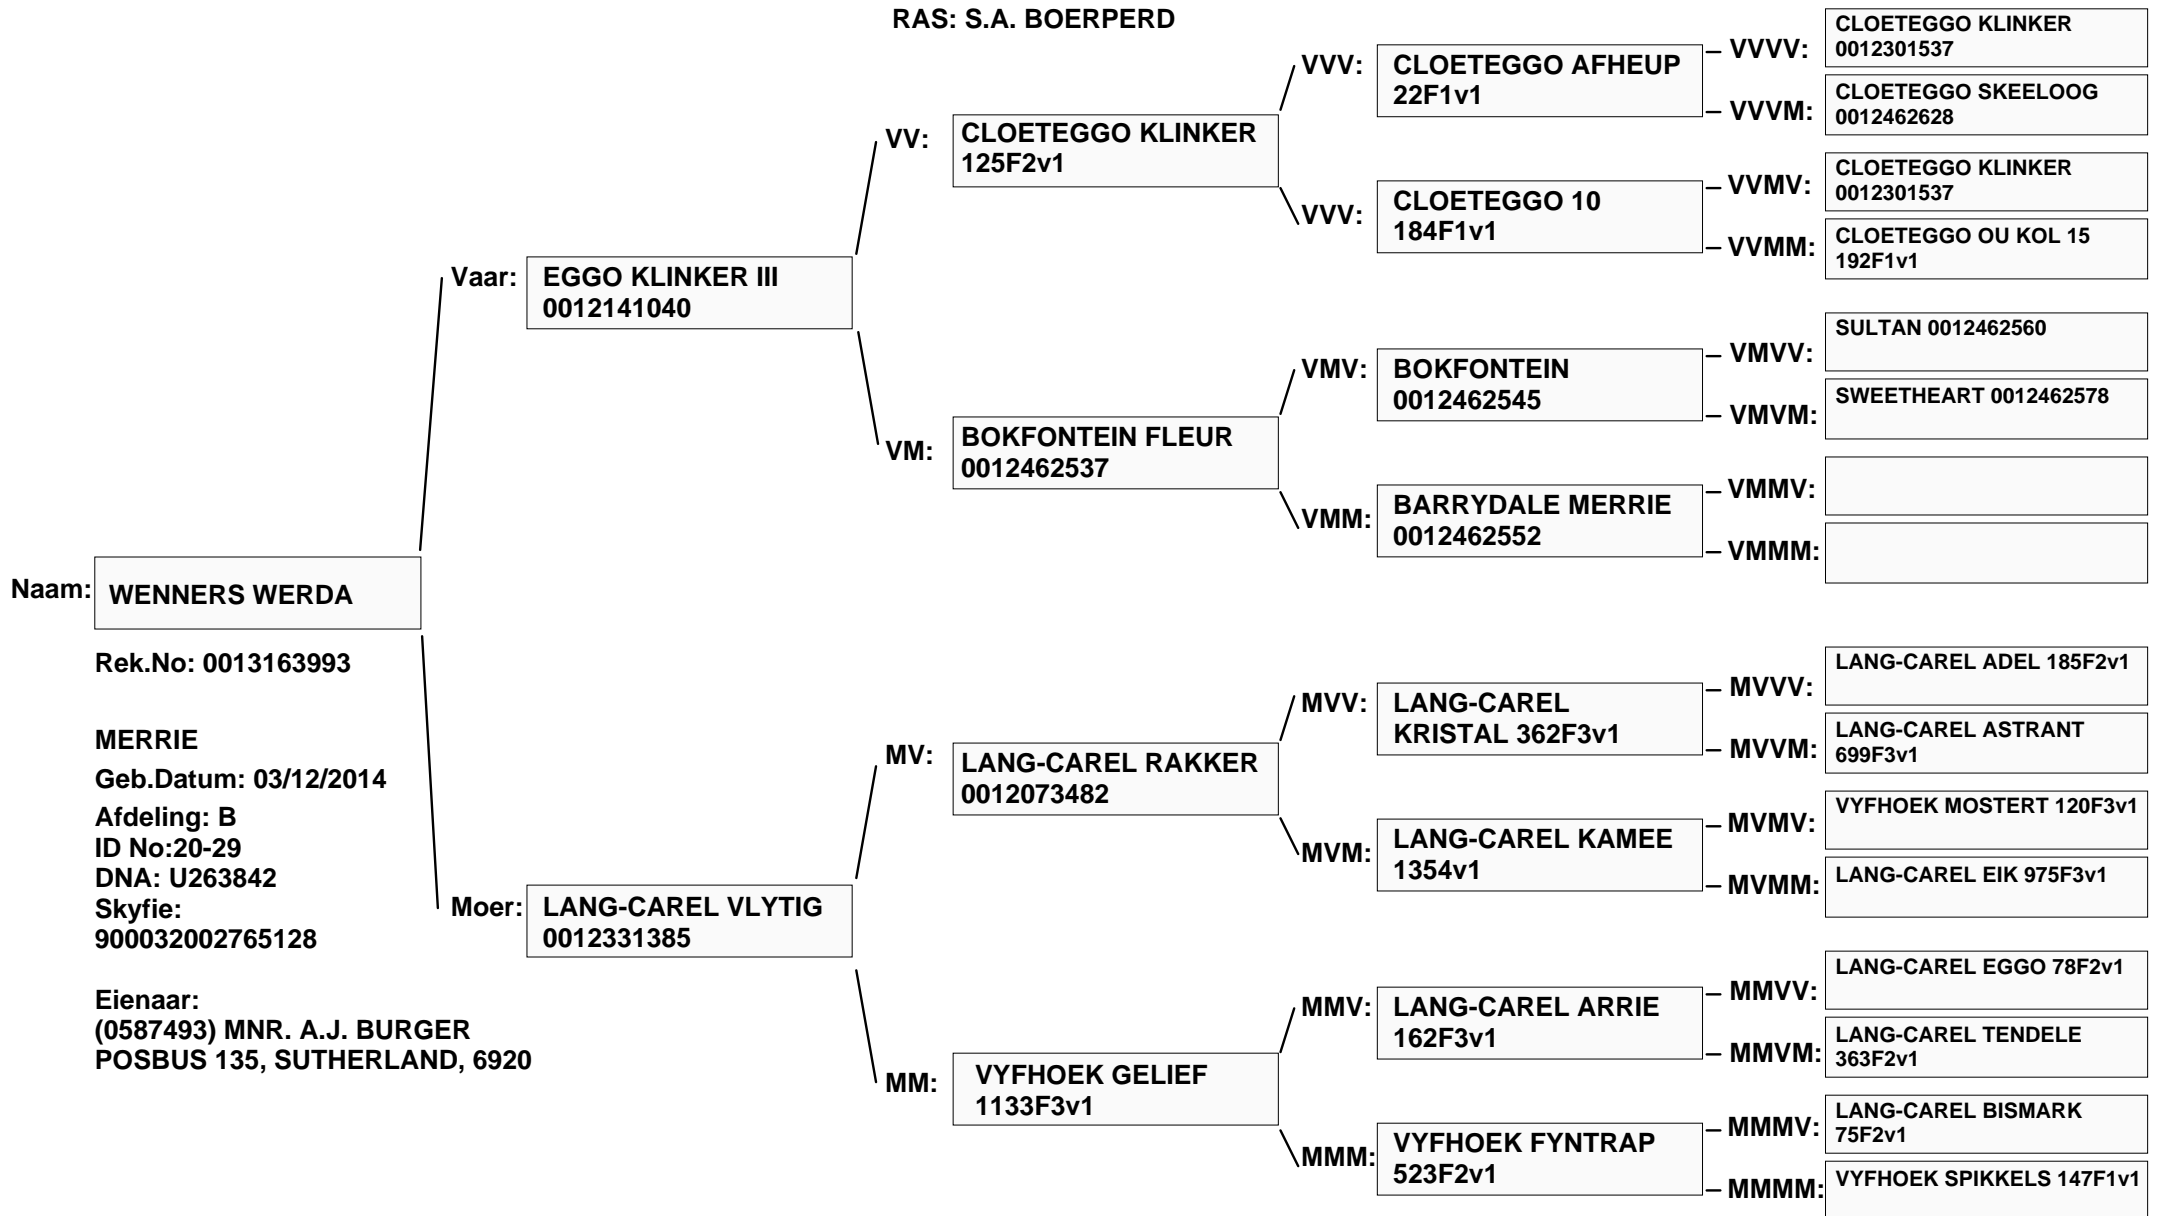 RAS: S.A. BOERPERD
Naam:
WENNERS WERDA
Rek.No: 0013163993
MERRIE
Geb.Datum: 03/12/2014
Afdeling: B
ID No:20-29
DNA: U263842
Skyfie:
900032002765128
Eienaar:
(0587493) MNR. A.J. BURGER
POSBUS 135, SUTHERLAND, 6920
Vaar:
EGGO KLINKER III
0012141040
Moer:
LANG-CAREL VLYTIG
0012331385
VV:
CLOETEGGO KLINKER
125F2v1
VM:
BOKFONTEIN FLEUR
0012462537
MV:
LANG-CAREL RAKKER
0012073482
MM:
VYFHOEK GELIEF
1133F3v1
VVV:
CLOETEGGO AFHEUP
22F1v1
VVV:
CLOETEGGO 10
184F1v1
VMV:
BOKFONTEIN
0012462545
VMM:
BARRYDALE MERRIE
0012462552
MVV:
LANG-CAREL
KRISTAL 362F3v1
MVM:
LANG-CAREL KAMEE
1354v1
MMV:
LANG-CAREL ARRIE
162F3v1
MMM:
VYFHOEK FYNTRAP
523F2v1
VVVV:
CLOETEGGO KLINKER
0012301537
VVVM:
CLOETEGGO SKEELOOG
0012462628
VVMV:
CLOETEGGO KLINKER
0012301537
VVMM:
CLOETEGGO OU KOL 15
192F1v1
VMVV:
SULTAN 0012462560
VMVM:
SWEETHEART 0012462578
VMMV:
VMMM:
MVVV:
LANG-CAREL ADEL 185F2v1
MVVM:
LANG-CAREL ASTRANT
699F3v1
MVMV:
VYFHOEK MOSTERT 120F3v1
MVMM:
LANG-CAREL EIK 975F3v1
MMVV:
LANG-CAREL EGGO 78F2v1
MMVM:
LANG-CAREL TENDELE
363F2v1
MMMV:
LANG-CAREL BISMARK
75F2v1
MMMM:
VYFHOEK SPIKKELS 147F1v1